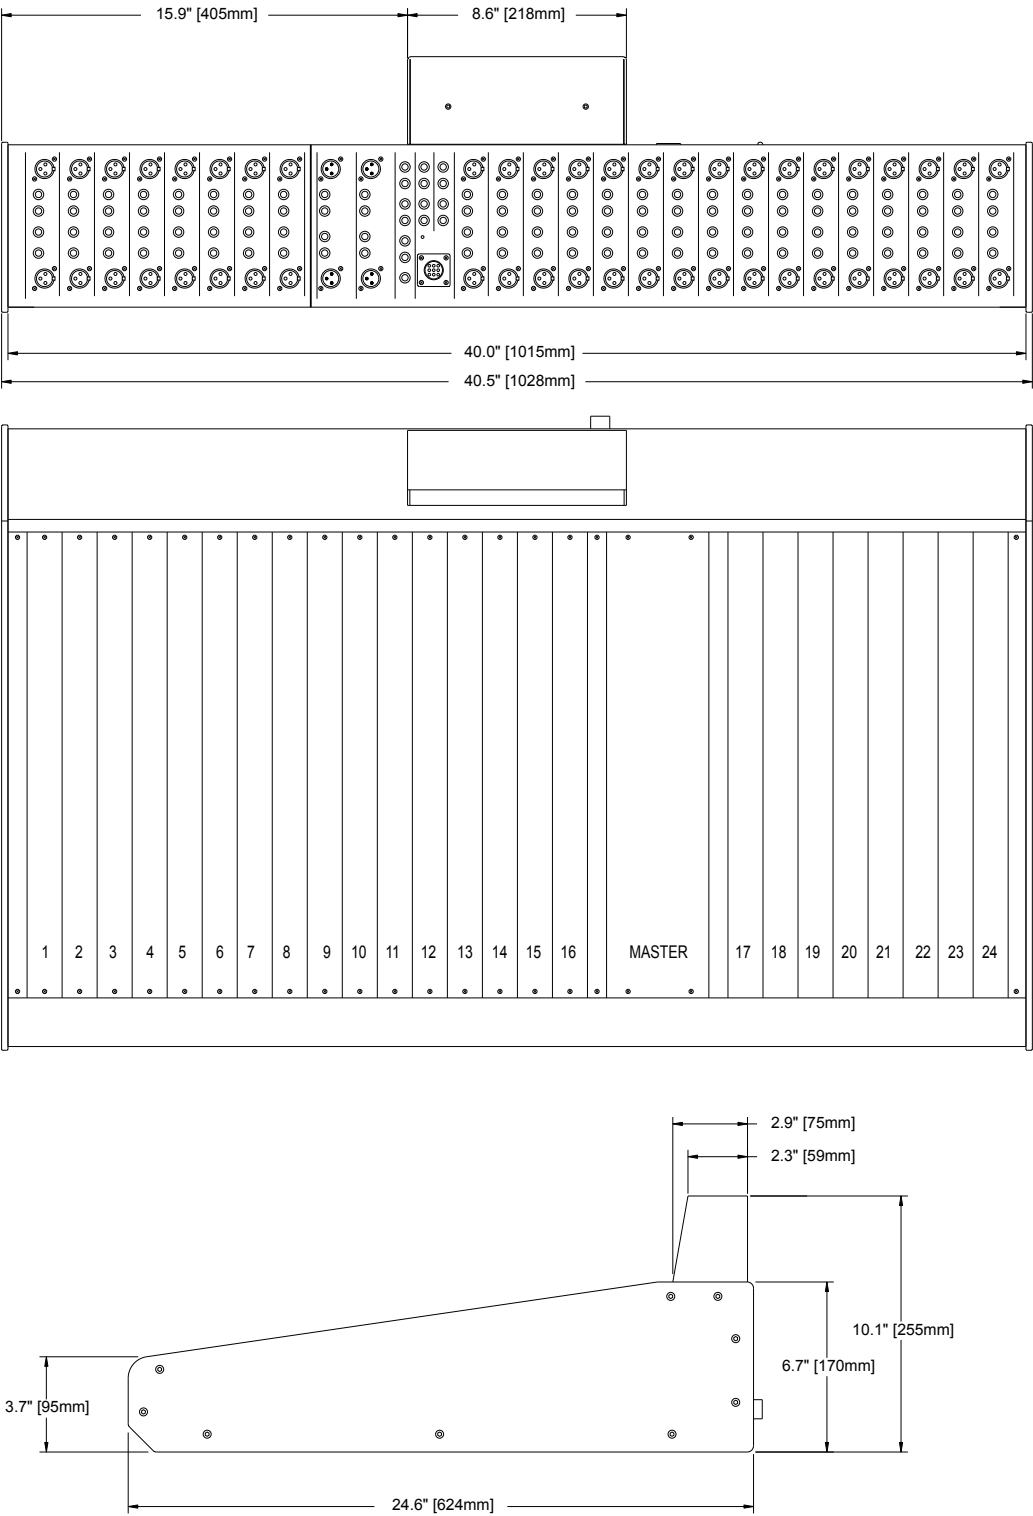 15.9" [405mm]
8.6" [218mm]
40.0" [1015mm]
40.5" [1028mm]
1 2 3 4 5 6 7 8 9 10 11 12 13 14 15 16 MASTER 17 18 19 20 21 22 23 24
2.9" [75mm]
2.3" [59mm]
10.1" [255mm]
6.7" [170mm]
3.7" [95mm]
24.6" [624mm]